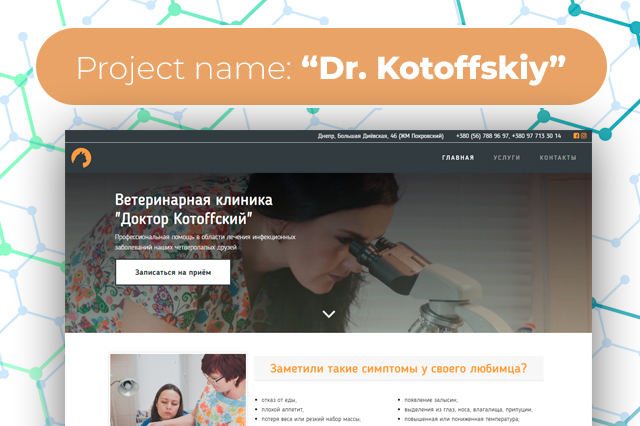 Project name: “Dr. Kotoffskiy”
Днепр, Большая Диёвская, 46 (ЖМ Покровский) +380 (56) 788 96 97, +380 97 713 30 14
ГЛАВНАЯ УСЛУГИ КОНТАКТЫ
Ветеринарная клиника
"Доктор Котоffский"
Профессиональная помощь в области лечения инфекционных
заболеваний наших четверолапых друзей
Записаться на приём
Заметили такие симптомы у своего любимца?
отказ от еды,
плохой аппетит,
потеря веса или резкий набор массы;
появление залысин;
выделения из глаз, носа, влагалища, припуции;
повышенная или пониженная температура;